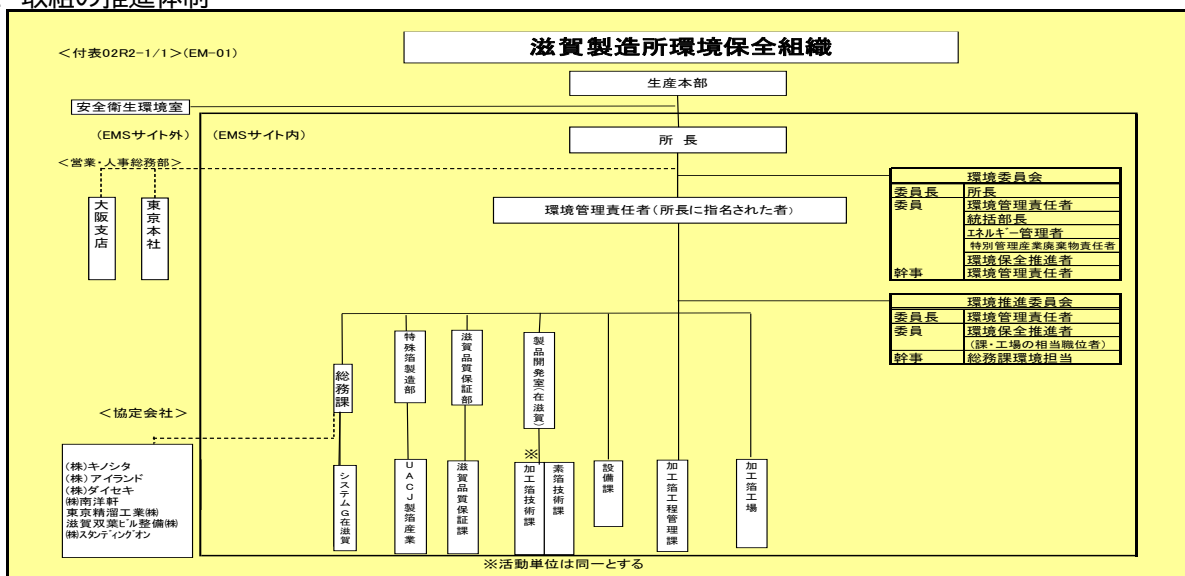 取組の推進体制
<付表02R2-1/1>(EM-01)
滋賀製造所環境保全組織
生産本部
安全衛生環境室
(EMSサイト外)
(EMSサイト内)
所 長
<営業・人事総務部>
大阪支店
東京本社
環境管理責任者(所長に指名された者)
環境委員会
委員長 所長
委員 環境管理責任者
統括部長
エネルギー管理者
特別管理産業廃棄物責任者
環境保全推進者
幹事 環境管理責任者
環境推進委員会
委員長 環境管理責任者
委員 環境保全推進者
(課・工場の相当職位者)
幹事 総務課環境担当
総務課
特殊箔製造部
滋賀品質保証部
製品開発室(在滋賀)
<協定会社>
(株)キノシタ
(株)アイランド
(株)ダイセキ
㈱南洋軒
東京精溜工業㈱
滋賀双葉ビル整備㈱
㈱スタンディングオン
システムG在滋賀
UACJ製箔産業
滋賀品質保証課
※
加工箔技術課
素箔技術課
設備課
加工箔工程管理課
加工箔工場
※活動単位は同一とする